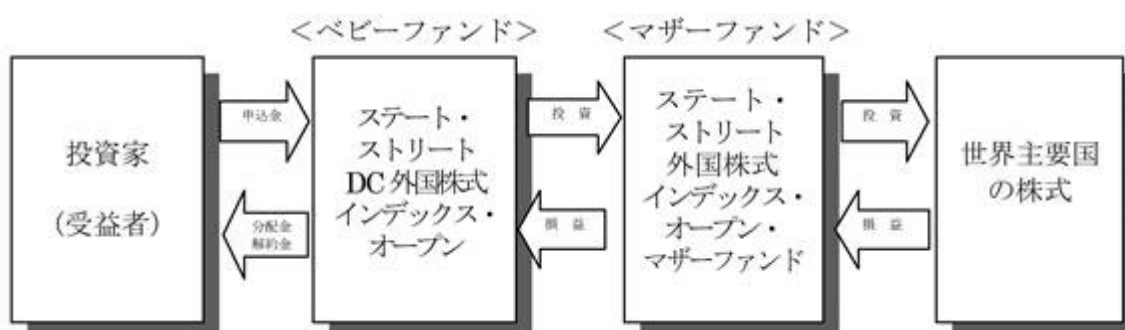 ＜ベビーファンド＞
＜マザーファンド＞
投資家
(受益者)
申込金
分配金
解約金
ステート・
ストリート
DC外国株式
インデックス・
オープン
投 資
損 益
ステート・
ストリート
外国株式
インデックス・
オープン・
マザーファンド
投 資
損 益
世界主要国
の株式